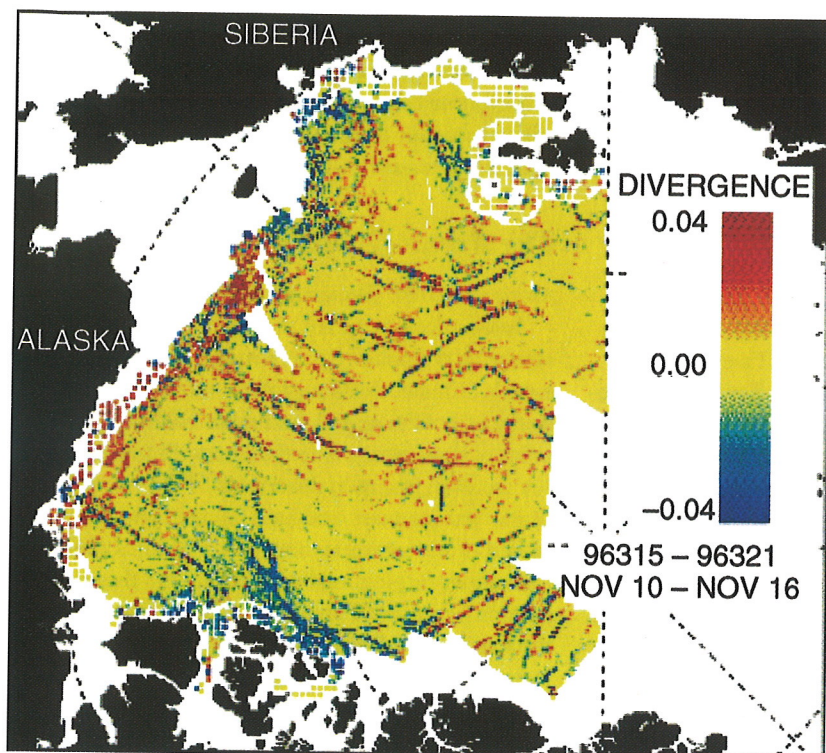 SIBERIA
ALASKA
DIVERGENCE
0.04
0.00
−0.04
96315 – 96321
NOV 10 – NOV 16